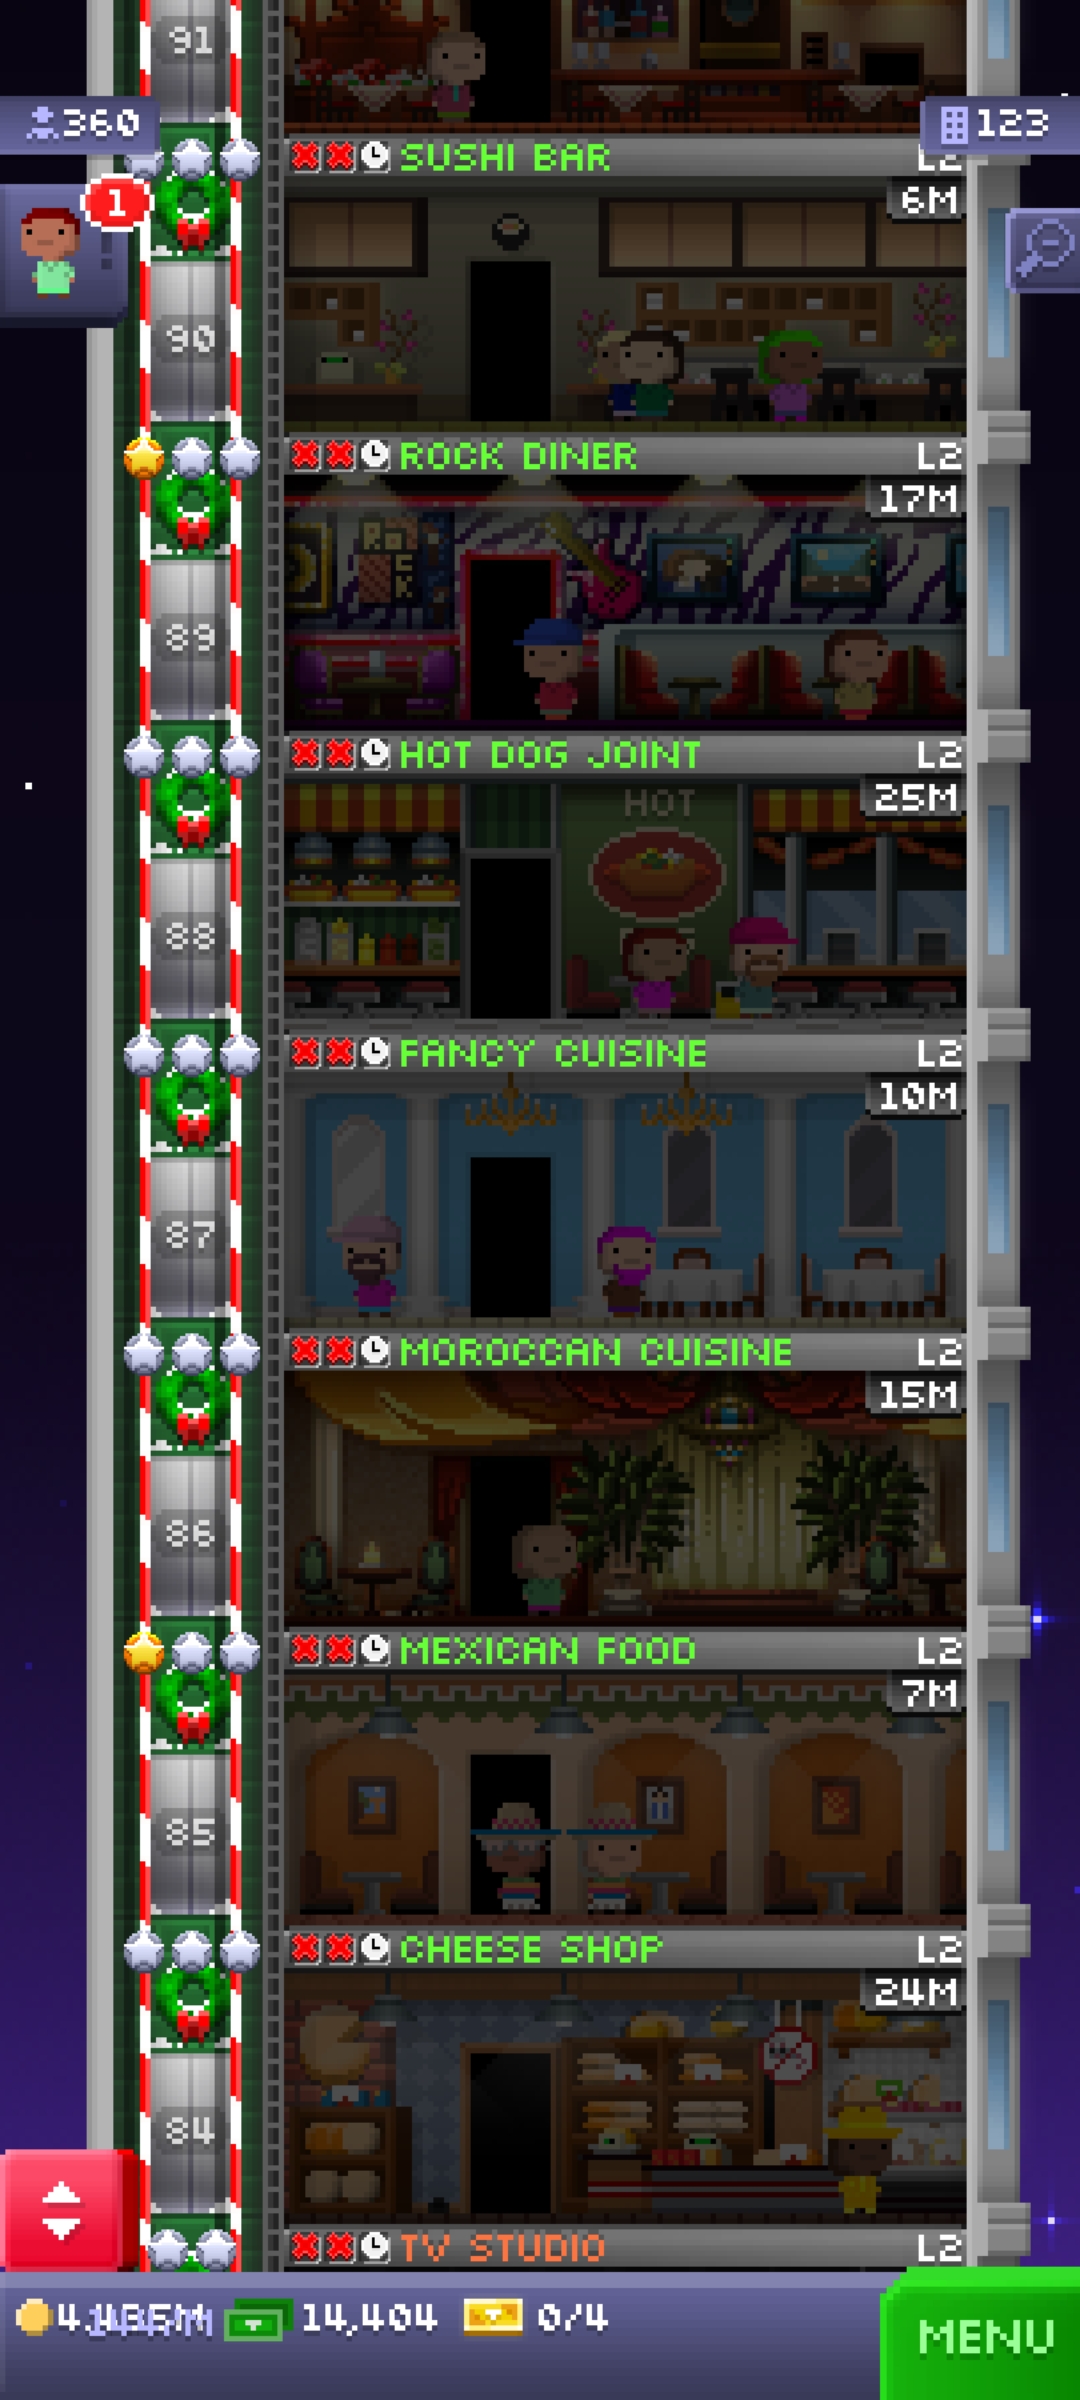 91
360
123
SUSHI BAR L2
1
6M
90
ROCK DINER L2
17M
ROCK
89
HOT DOG JOINT L2
25M
HOT
88
FANCY CUISINE L2
10M
87
MOROCCAN CUISINE L2
15M
86
MEXICAN FOOD L2
7M
85
CHEESE SHOP L2
24M
84
TV STUDIO L2
14,404 0/4
MENU